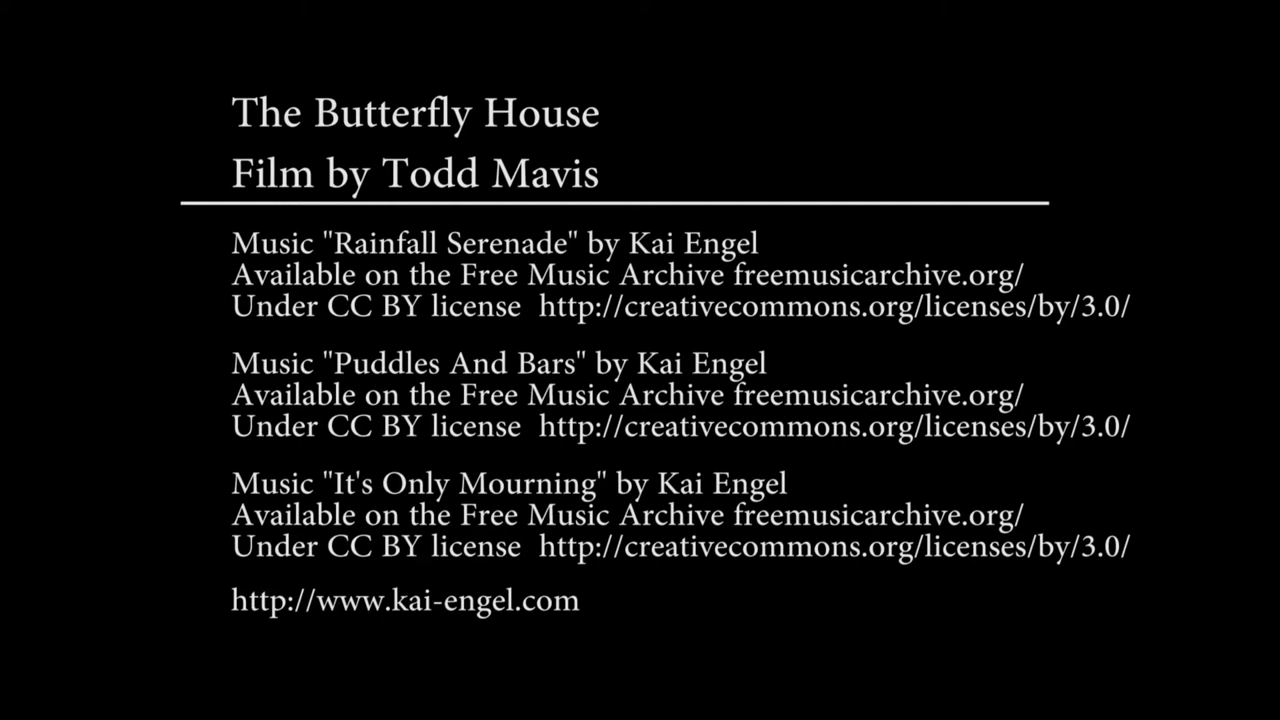 The Butterfly House
Film by Todd Mavis
Music "Rainfall Serenade" by Kai Engel
Available on the Free Music Archive freemusicarchive.org/
Under CC BY license  http://creativecommons.org/licenses/by/3.0/
Music "Puddles And Bars" by Kai Engel
Available on the Free Music Archive freemusicarchive.org/
Under CC BY license  http://creativecommons.org/licenses/by/3.0/
Music "It's Only Mourning" by Kai Engel
Available on the Free Music Archive freemusicarchive.org/
Under CC BY license  http://creativecommons.org/licenses/by/3.0/
http://www.kai-engel.com